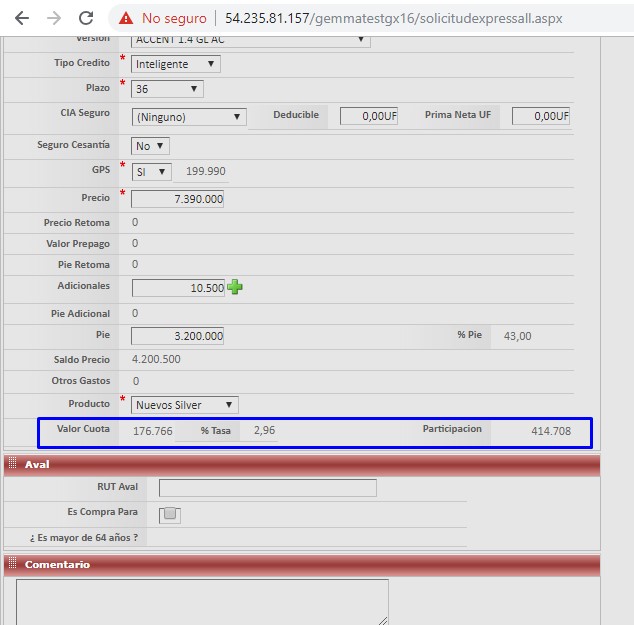 No seguro | 54.235.81.157/gemmatestgx16/solicitudexpressall.aspx
Version ACCENT 1.4 GL AC
Tipo Credito * Inteligente
Plazo * 36
CIA Seguro (Ninguno) Deducible 0,00UF Prima Neta UF 0,00UF
Seguro Cesantía No
GPS * SI 199.990
Precio * 7.390.000
Precio Retoma 0
Valor Prepago 0
Pie Retoma 0
Adicionales 10.500
Pie Adicional 0
Pie 3.200.000 % Pie 43,00
Saldo Precio 4.200.500
Otros Gastos 0
Producto * Nuevos Silver
Valor Cuota 176.766 % Tasa 2,96 Participacion 414.708
Aval
RUT Aval
Es Compra Para
¿ Es mayor de 64 años ?
Comentario